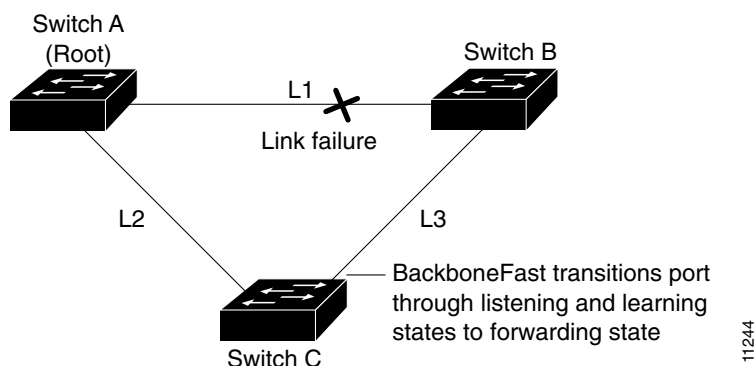 Switch A
(Root)
Switch B
L1
Link failure
L2
L3
BackboneFast transitions port
through listening and learning
states to forwarding state
Switch C
11244